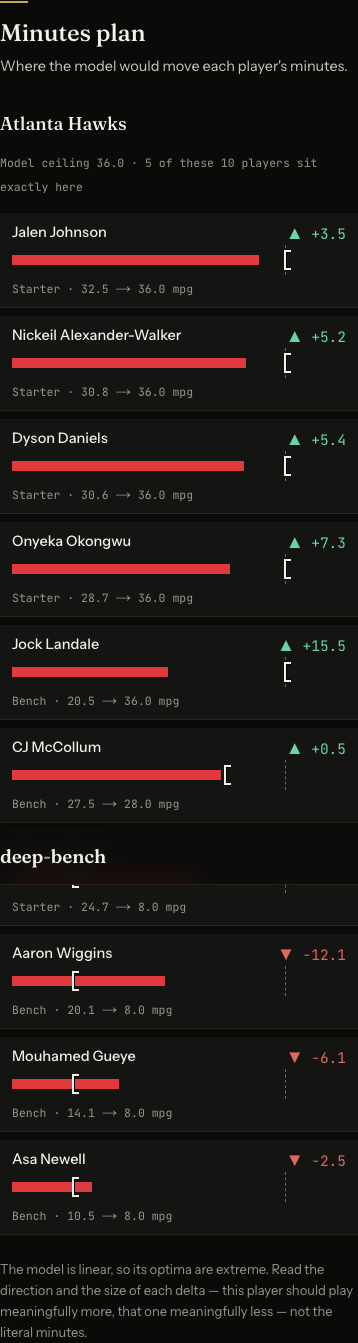 Minutes plan
Where the model would move each player's minutes.
Atlanta Hawks
Model ceiling 36.0 · 5 of these 10 players sit
exactly here
Jalen Johnson
▲ +3.5
Starter · 32.5 → 36.0 mpg
Nickeil Alexander-Walker
▲ +5.2
Starter · 30.8 → 36.0 mpg
Dyson Daniels
▲ +5.4
Starter · 30.6 → 36.0 mpg
Onyeka Okongwu
▲ +7.3
Starter · 28.7 → 36.0 mpg
Jock Landale
▲ +15.5
Bench · 20.5 → 36.0 mpg
CJ McCollum
▲ +0.5
Bench · 27.5 → 28.0 mpg
deep-bench
Starter · 24.7 → 8.0 mpg
Aaron Wiggins
▼ -12.1
Bench · 20.1 → 8.0 mpg
Mouhamed Gueye
▼ -6.1
Bench · 14.1 → 8.0 mpg
Asa Newell
▼ -2.5
Bench · 10.5 → 8.0 mpg
The model is linear, so its optima are extreme. Read the
direction and the size of each delta — this player should play
meaningfully more, that one meaningfully less — not the
literal minutes.